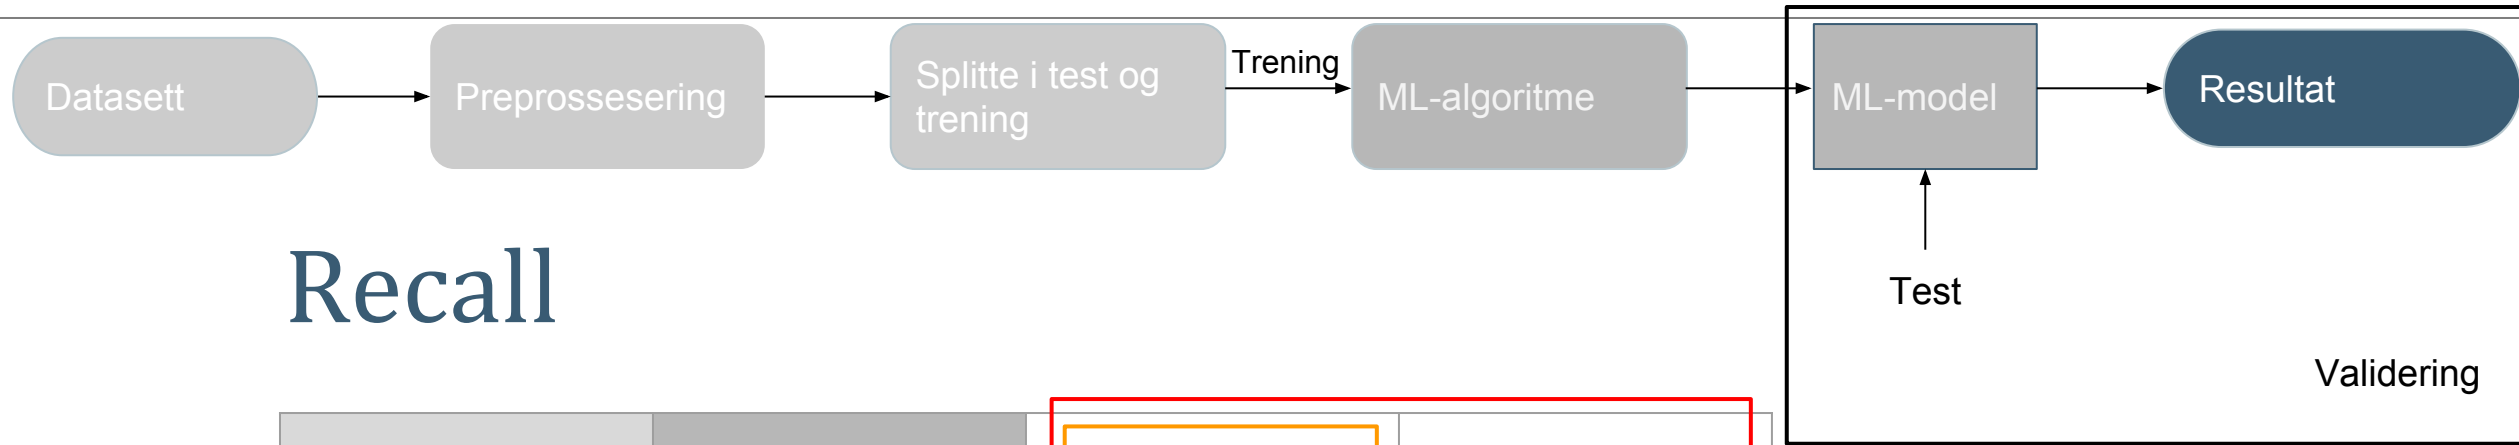 Datasett
Preprossesering
Splitte i test og
trening
Trening
ML-algoritme
ML-model
Resultat
Test
Recall
Validering